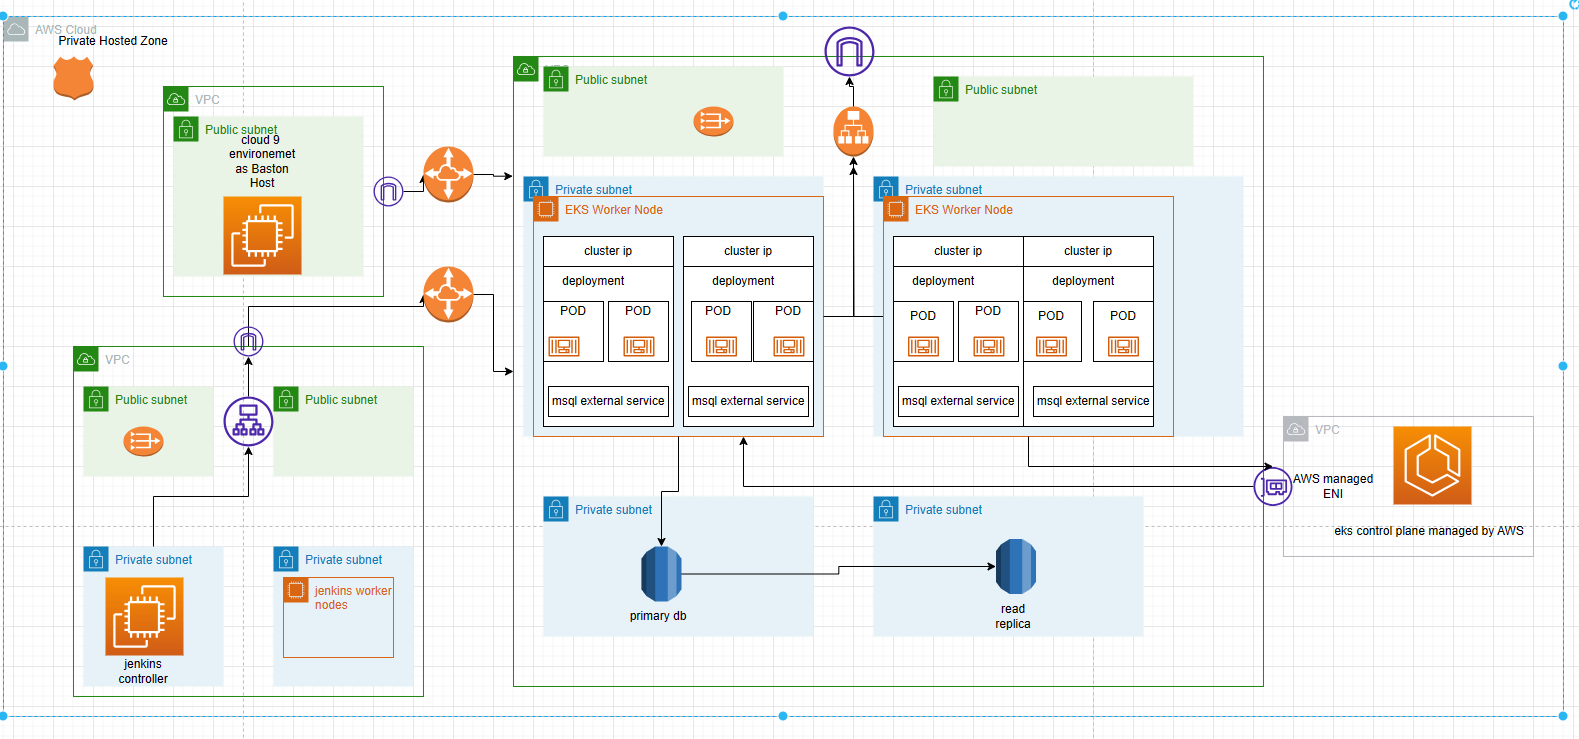 AWS Cloud
Private Hosted Zone
VPC
Public subnet
cloud 9
environemet
as Baston
Host
Public subnet
Public subnet
Private subnet
EKS Worker Node
cluster ip
deployment
POD
POD
msql external service
cluster ip
deployment
POD
POD
msql external service
Private subnet
EKS Worker Node
cluster ip
deployment
POD
POD
msql external service
cluster ip
deployment
POD
POD
msql external service
VPC
Public subnet
Public subnet
Private subnet
jenkins
controller
Private subnet
jenkins worker
nodes
Private subnet
primary db
Private subnet
read
replica
VPC
AWS managed
ENI
eks control plane managed by AWS